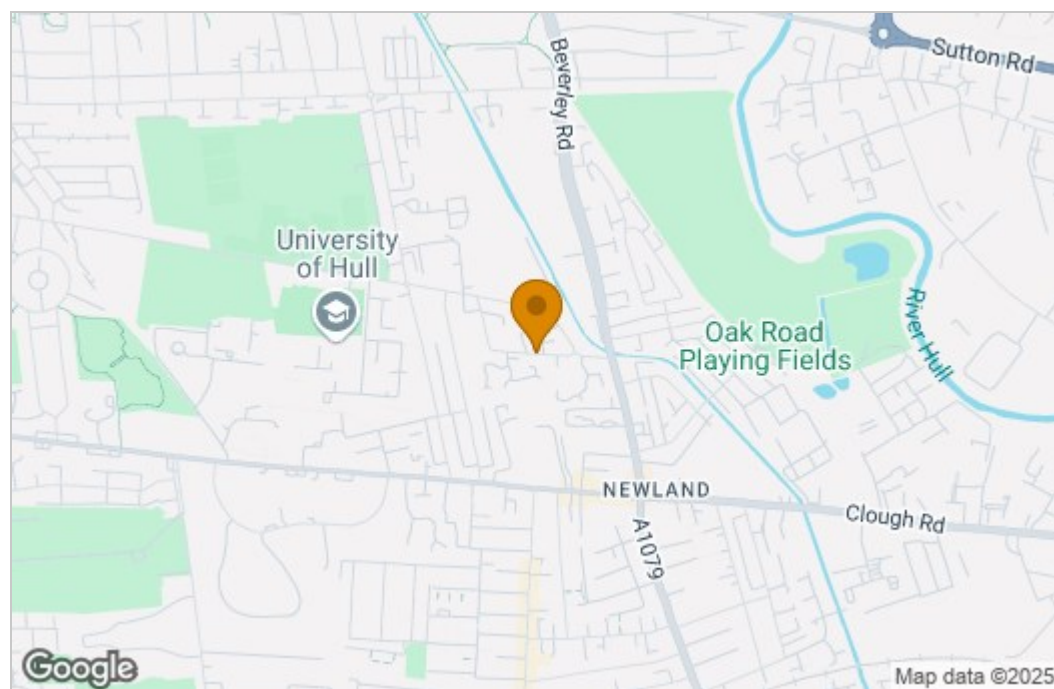 Sutton Rd
Beverley Rd
University
of Hull
Oak Road
Playing Fields
River Hull
NEWLAND
Clough Rd
A1079
Google
Map data ©2025